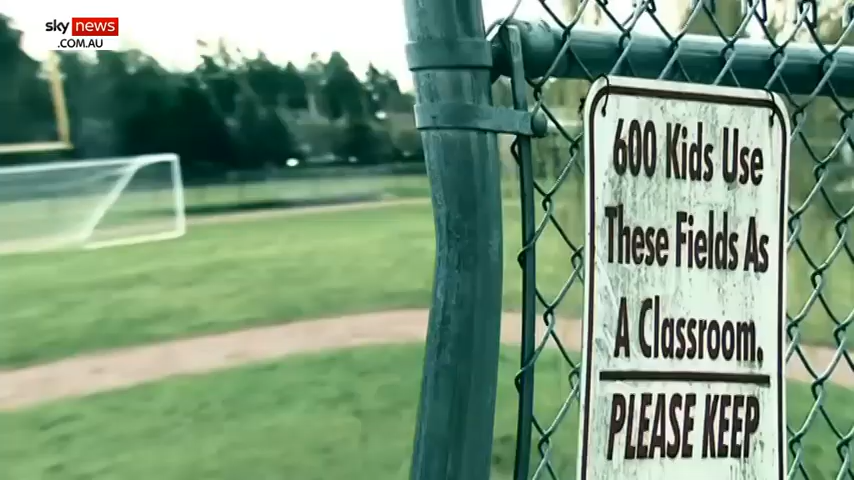 sky news
.COM.AU
600 Kids Use
These Fields As
A Classroom.
PLEASE KEEP